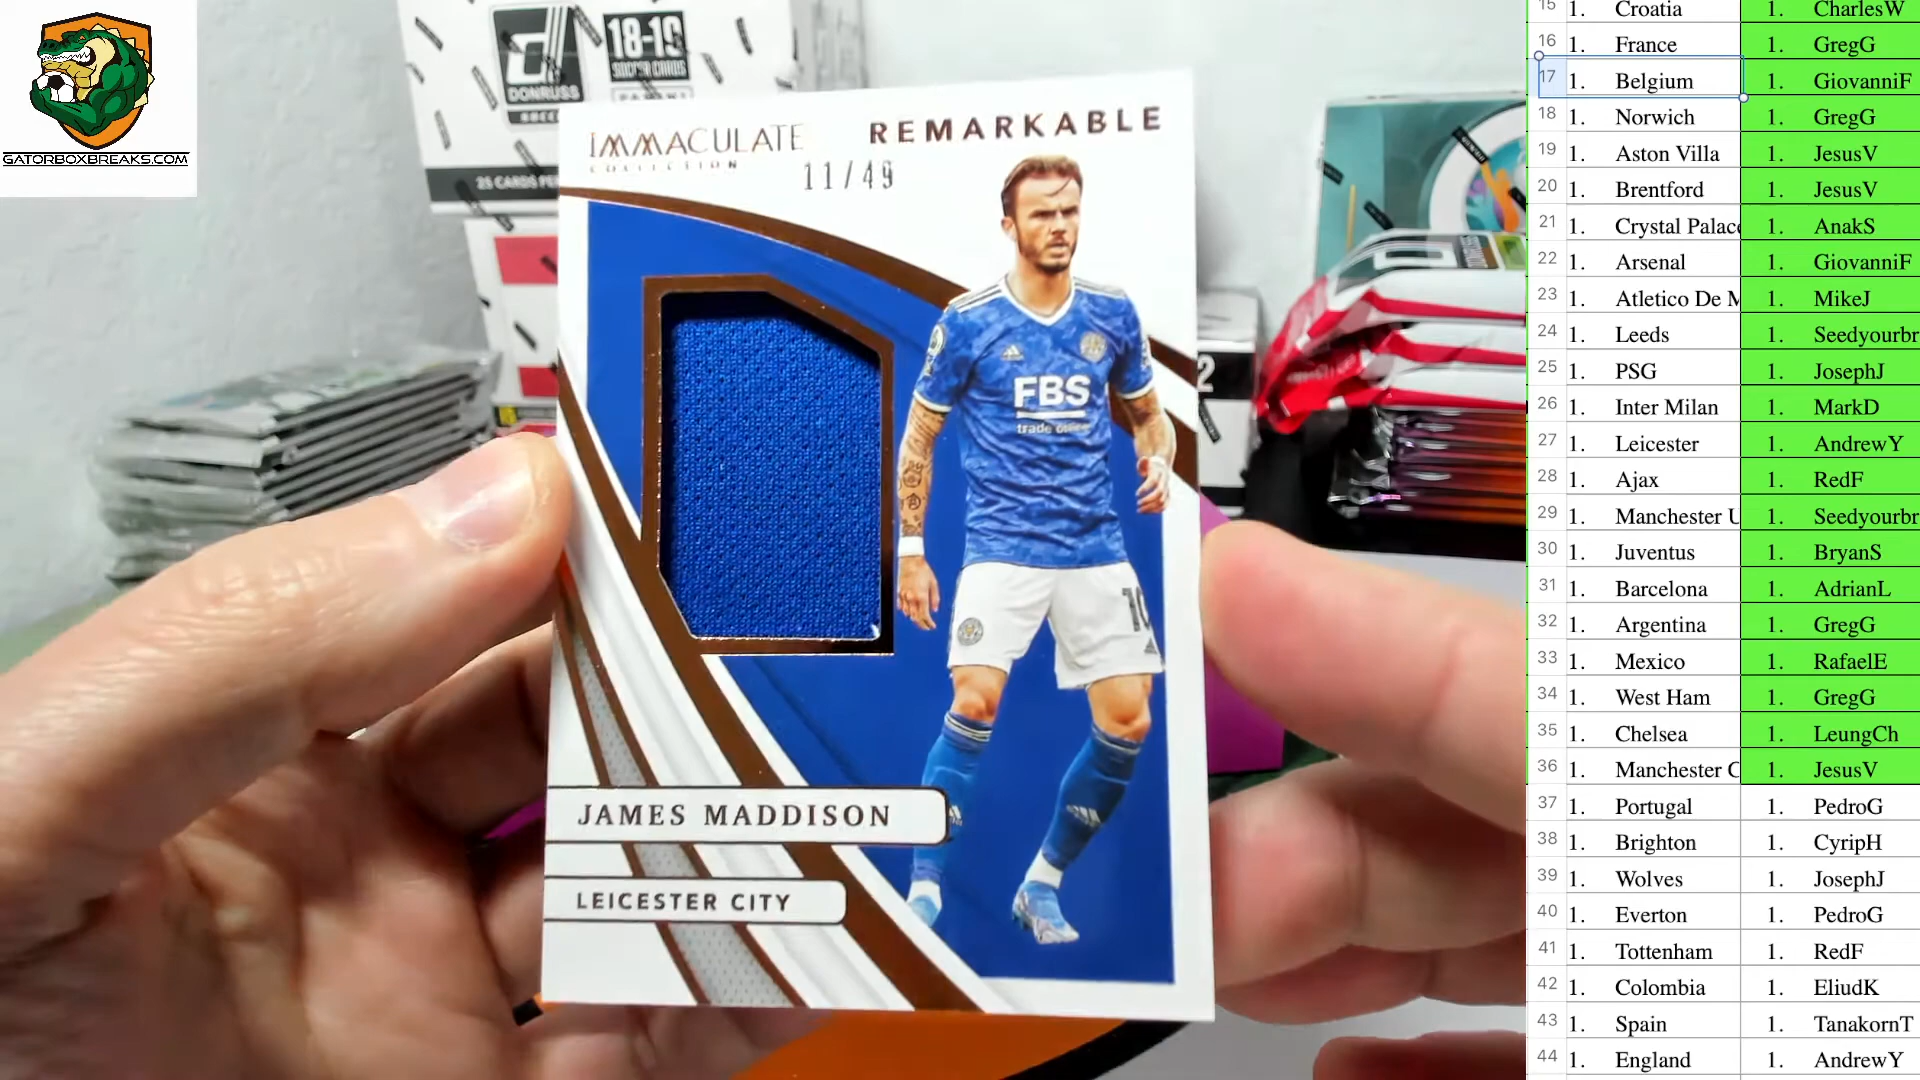 GATORBOXBREAKS.COM
DONRUSS
18-19
SOCCER CARDS
PANINI
IMMACULATE
COLLECTION
REMARKABLE
11/49
FBS
trade online
10
JAMES MADDISON
LEICESTER CITY
2
15 1. Croatia 1. CharlesW
16 1. France 1. GregG
17 1. Belgium 1. GiovanniF
18 1. Norwich 1. GregG
19 1. Aston Villa 1. JesusV
20 1. Brentford 1. JesusV
21 1. Crystal Palace 1. AnakS
22 1. Arsenal 1. GiovanniF
23 1. Atletico De M 1. MikeJ
24 1. Leeds 1. Seedyourbr
25 1. PSG 1. JosephJ
26 1. Inter Milan 1. MarkD
27 1. Leicester 1. AndrewY
28 1. Ajax 1. RedF
29 1. Manchester U 1. Seedyourbr
30 1. Juventus 1. BryanS
31 1. Barcelona 1. AdrianL
32 1. Argentina 1. GregG
33 1. Mexico 1. RafaelE
34 1. West Ham 1. GregG
35 1. Chelsea 1. LeungCh
36 1. Manchester C 1. JesusV
37 1. Portugal 1. PedroG
38 1. Brighton 1. CyripH
39 1. Wolves 1. JosephJ
40 1. Everton 1. PedroG
41 1. Tottenham 1. RedF
42 1. Colombia 1. EliudK
43 1. Spain 1. TanakornT
44 1. England 1. AndrewY